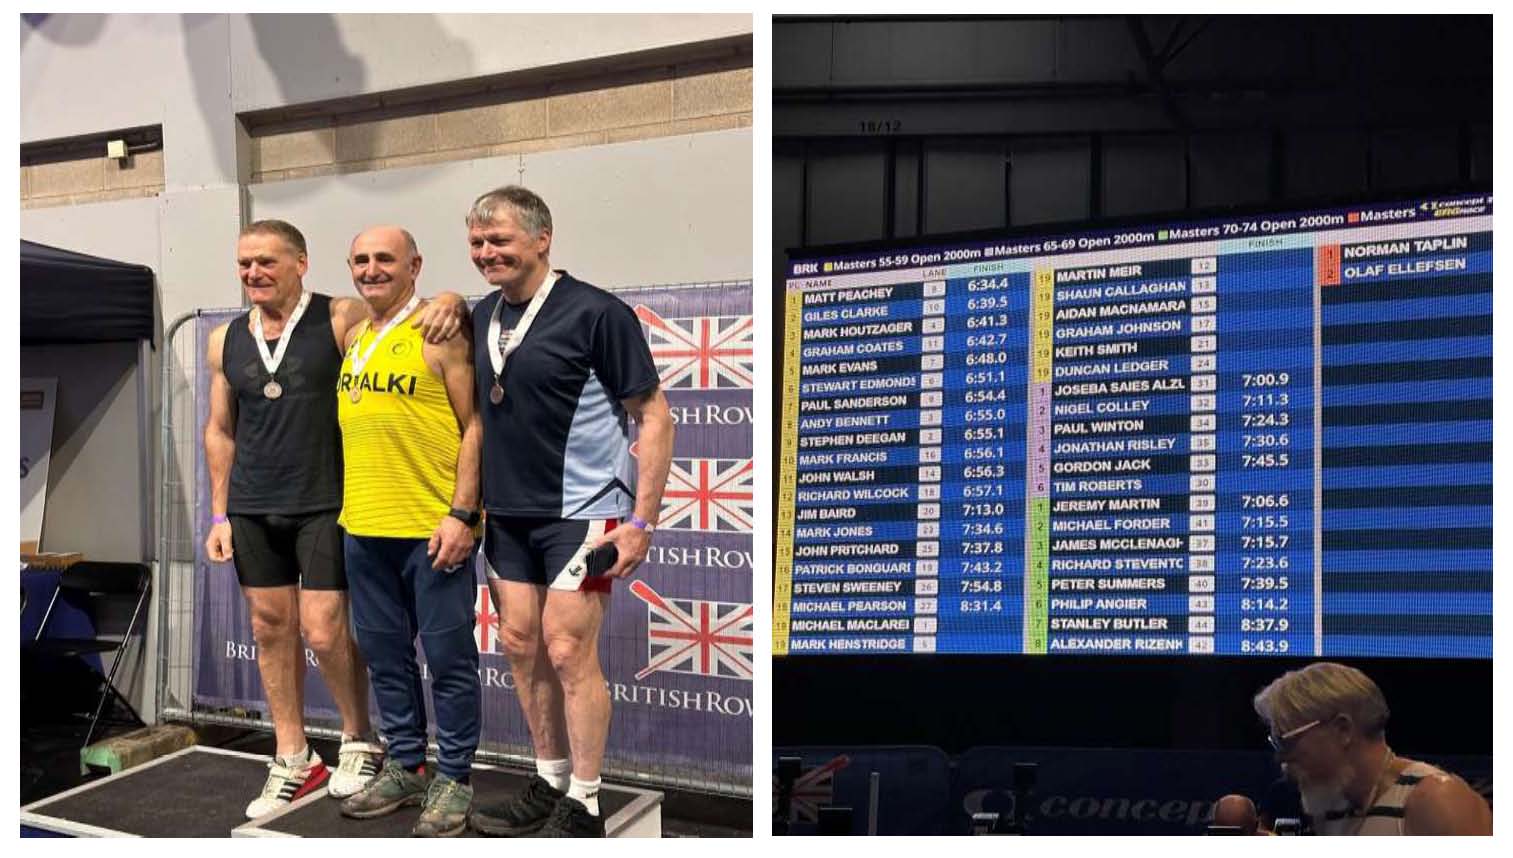 ORIALKI
BRITISHROW
BRITISHROW
BRITISHROW
18/12
BRK Masters 55-59 Open 2000m Masters 65-69 Open 2000m Masters 70-74 Open 2000m Masters
NAME LANE FINISH
1 MATT PEACHEY 8 6:34.4
2 GILES CLARKE 10 6:39.5
3 MARK HOUTZAGER 4 6:41.3
4 GRAHAM COATES 11 6:42.7
5 MARK EVANS 7 6:48.0
6 STEWART EDMONDS 6:51.1
7 PAUL SANDERSON 6:54.4
8 ANDY BENNETT 3 6:55.0
9 STEPHEN DEEGAN 2 6:55.1
10 MARK FRANCIS 16 6:56.1
11 JOHN WALSH 14 6:56.3
12 RICHARD WILCOCK 18 6:57.1
13 JIM BAIRD 20 7:13.0
14 MARK JONES 23 7:34.6
15 JOHN PRITCHARD 25 7:37.8
16 PATRICK BONGUARI 19 7:43.2
17 STEVEN SWEENEY 26 7:54.8
18 MICHAEL PEARSON 27 8:31.4
19 MICHAEL MACLAREI 1
19 MARK HENSTRIDGE
FINISH
19 MARTIN MEIR 12
19 SHAUN CALLAGHAN 13
19 AIDAN MACNAMARA 15
19 GRAHAM JOHNSON 17
19 KEITH SMITH 21
19 DUNCAN LEDGER 24
1 JOSEBA SAIES ALZU 31 7:00.9
2 NIGEL COLLEY 32 7:11.3
3 PAUL WINTON 34 7:24.3
4 JONATHAN RISLEY 35 7:30.6
5 GORDON JACK 33 7:45.5
6 TIM ROBERTS 30
1 JEREMY MARTIN 39 7:06.6
2 MICHAEL FORDER 41 7:15.5
3 JAMES MCCLENAGH 37 7:15.7
4 RICHARD STEVENTO 38 7:23.6
5 PETER SUMMERS 40 7:39.5
6 PHILIP ANGIER 43 8:14.2
7 STANLEY BUTLER 44 8:37.9
8 ALEXANDER RIZENH 42 8:43.9
concept
1 NORMAN TAPLIN
2 OLAF ELLEFSEN
concep